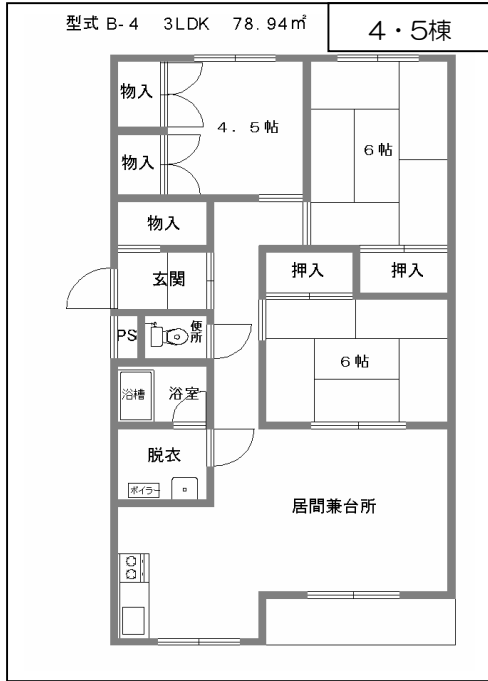 型式 B-4 3LDK 78.94㎡
4・5棟
物入
4.5帖
6帖
物入
物入
玄関
押入
押入
PS
便所
6帖
浴槽
浴室
脱衣
ボイラー
居間兼台所